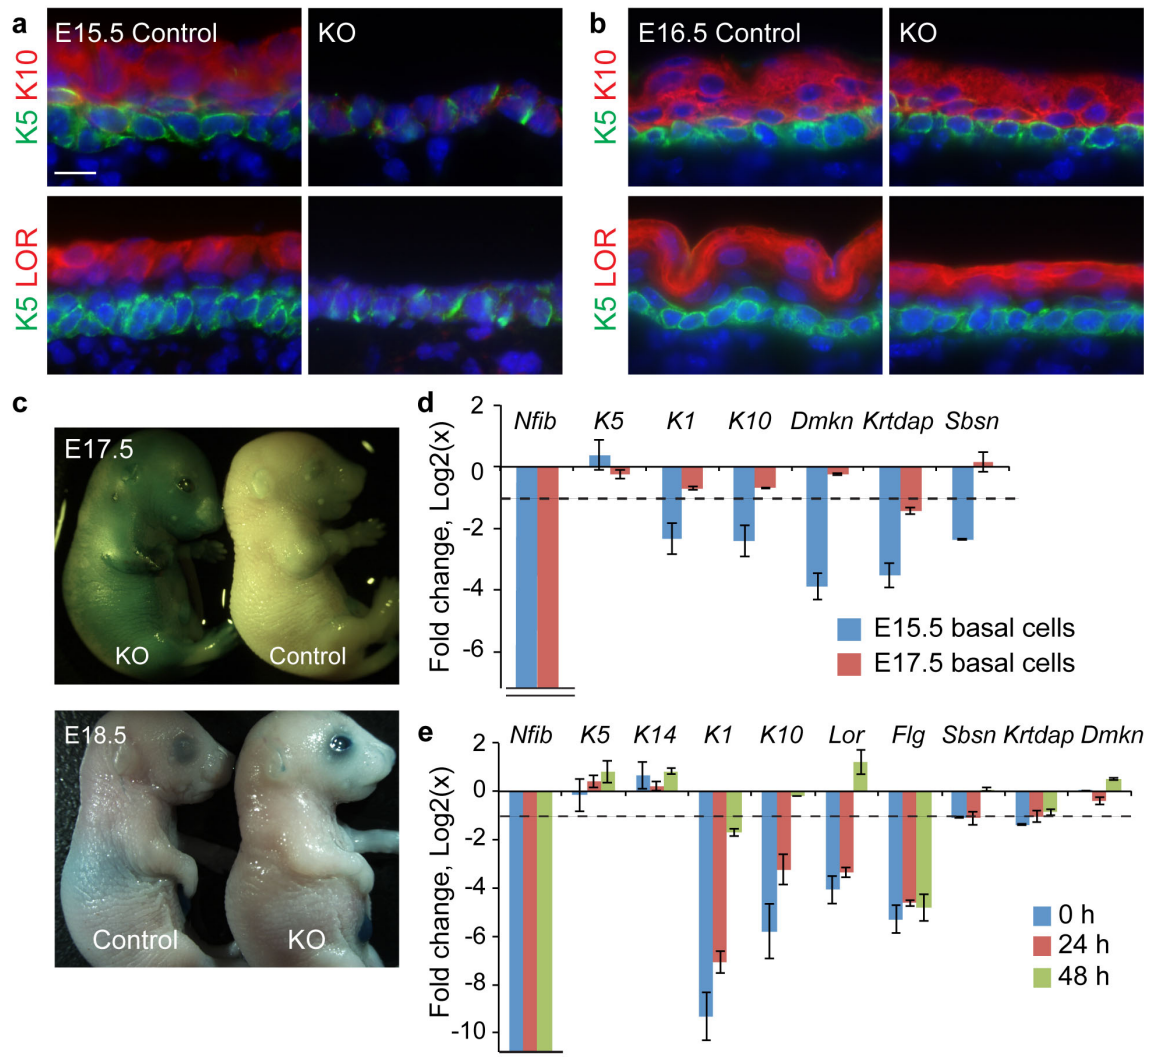 a
E15.5 Control
KO
K5 K10
K5 LOR
b
E16.5 Control
KO
K5 K10
K5 LOR
c
E17.5
KO
Control
E18.5
Control
KO
d
Fold change, Log2(x)
2
0
-2
-4
-6
Nfib K5 K1 K10 Dmkn Krtdap Sbsn
E15.5 basal cells
E17.5 basal cells
e
Fold change, Log2(x)
2
0
-2
-4
-6
-8
-10
Nfib K5 K14 K1 K10 Lor Flg Sbsn Krtdap Dmkn
0 h
24 h
48 h